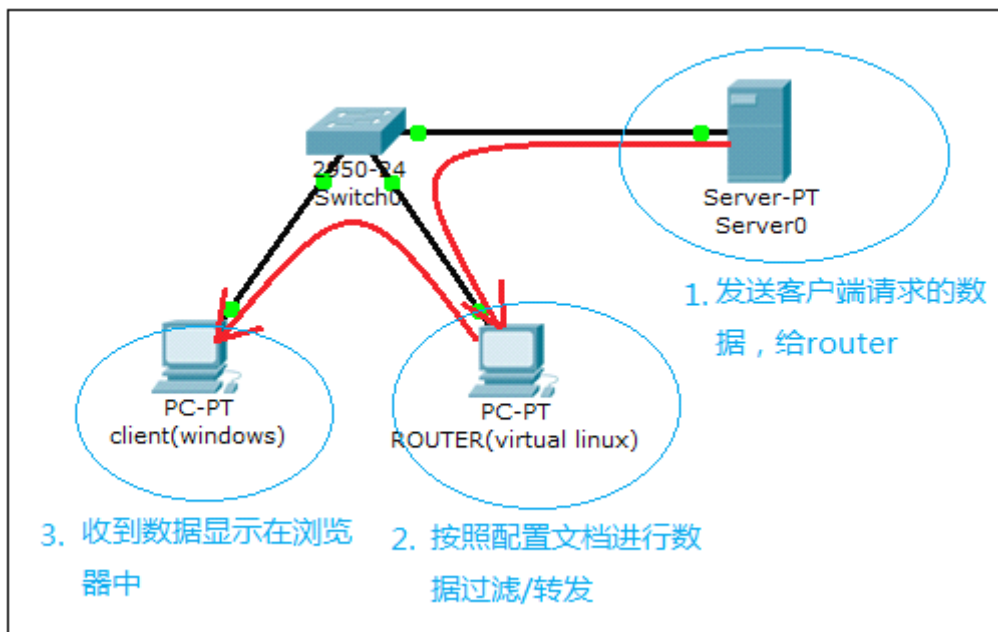 2950-24
Switch0
Server-PT
Server0
1. 发送客户端请求的数
据，给router
PC-PT
client(windows)
PC-PT
ROUTER(virtual linux)
3. 收到数据显示在浏览
器中
2. 按照配置文档进行数
据过滤/转发